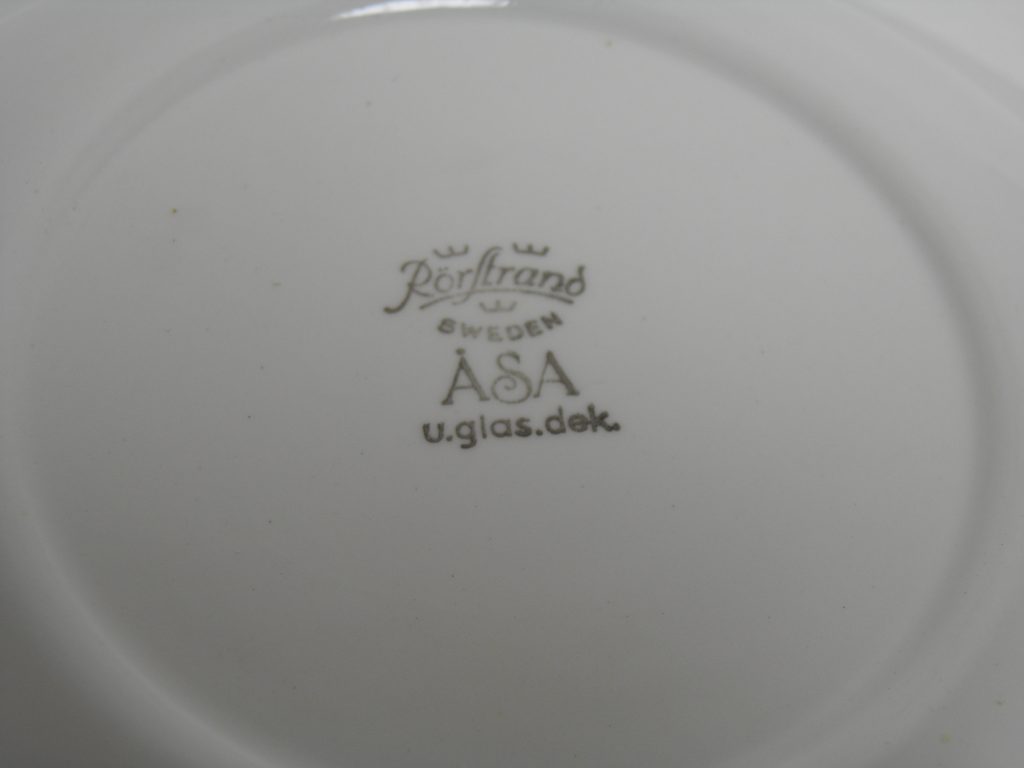 Rörstrand
SWEDEN
ÅSA
u.glas.dek.